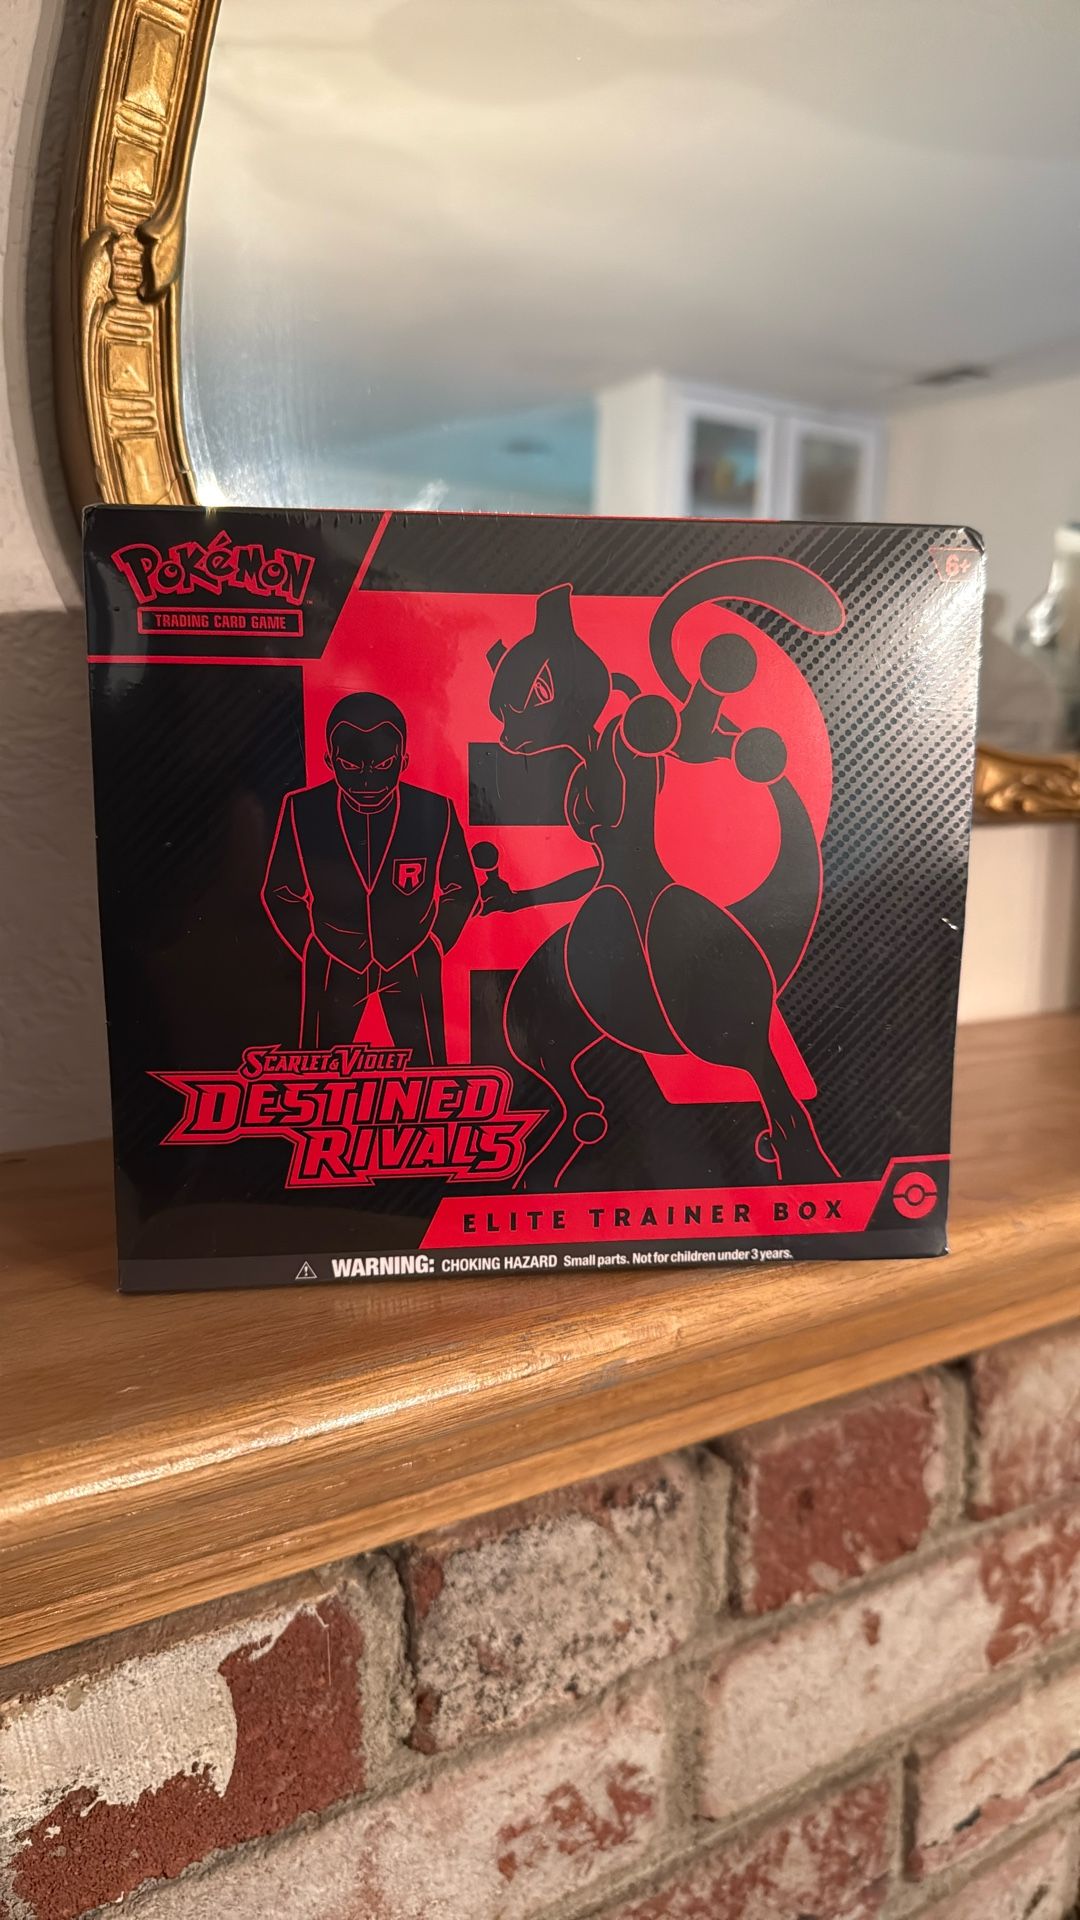 POKéMON
TRADING CARD GAME
6+
R
SCARLET & VIOLET
DESTINED
RIVALS
ELITE TRAINER BOX
WARNING: CHOKING HAZARD Small parts. Not for children under 3 years.